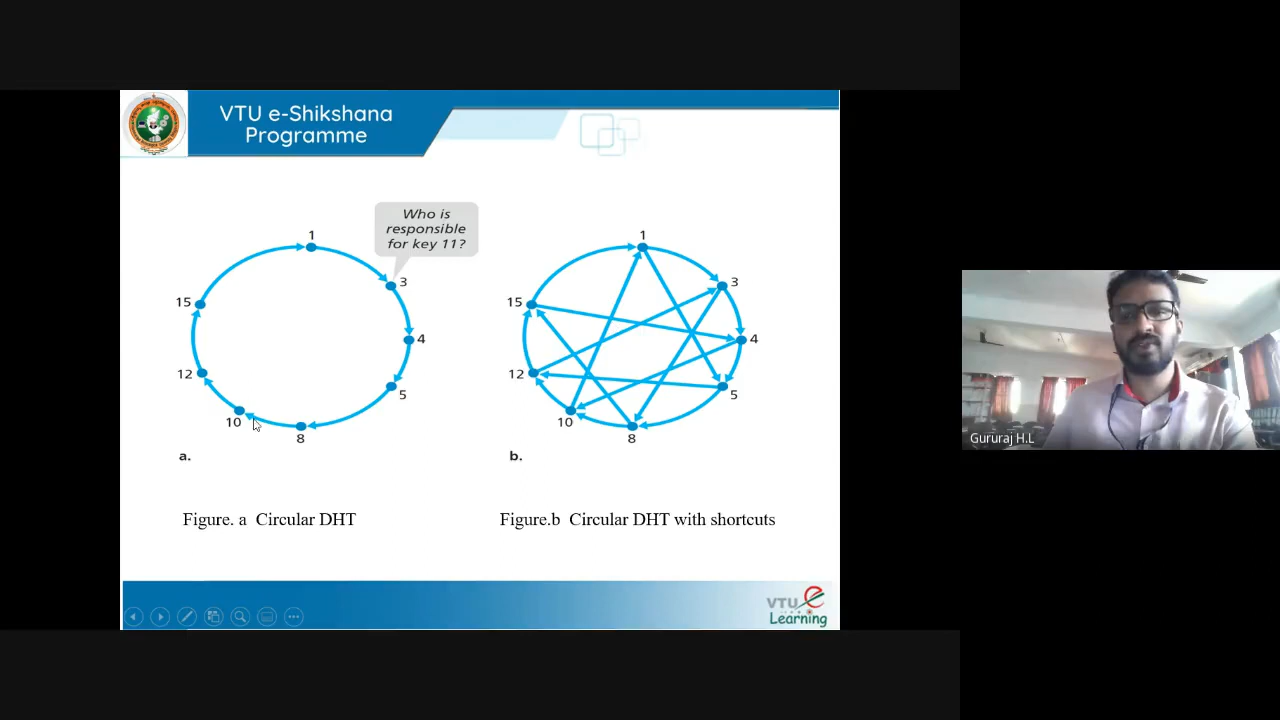 VTU e-Shikshana
Programme
Who is
responsible
for key 11?
1
3
4
5
8
10
12
15
a.
1
3
4
5
8
10
12
15
b.
Figure. a Circular DHT
Figure.b Circular DHT with shortcuts
VTU e
Learning
Gururaj H.L